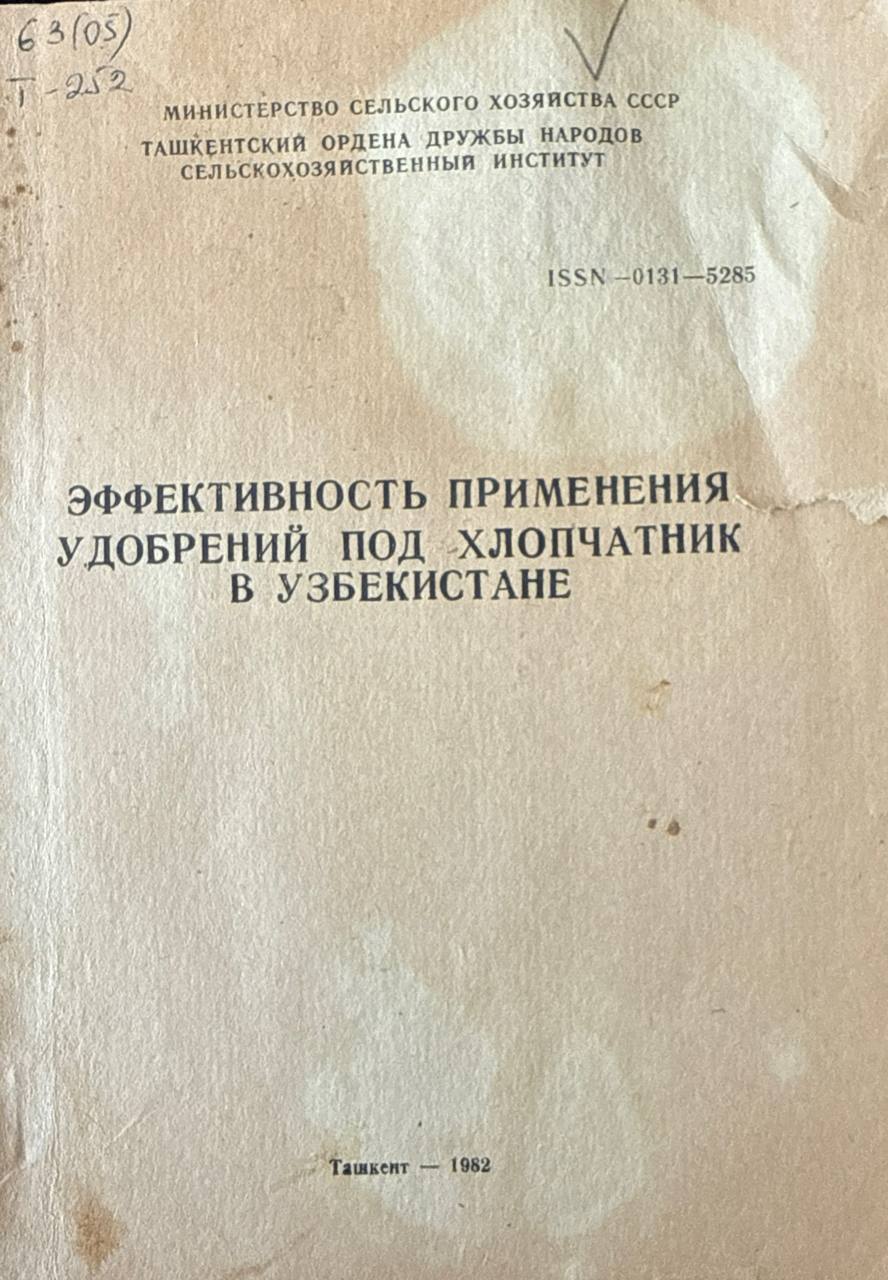 63(05)
Т-252
МИНИСТЕРСТВО СЕЛЬСКОГО ХОЗЯЙСТВА СССР
ТАШКЕНТСКИЙ ОРДЕНА ДРУЖБЫ НАРОДОВ
СЕЛЬСКОХОЗЯЙСТВЕННЫЙ ИНСТИТУТ
ISSN —0131—5285
ЭФФЕКТИВНОСТЬ ПРИМЕНЕНИЯ
УДОБРЕНИЙ ПОД ХЛОПЧАТНИК
В УЗБЕКИСТАНЕ
Ташкент — 1982